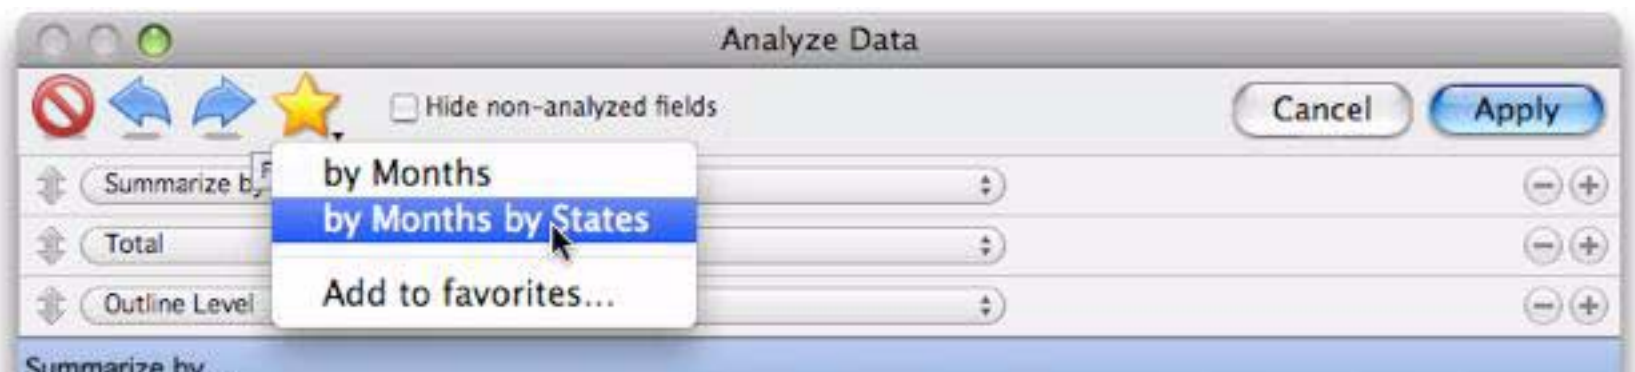 Analyze Data
Hide non-analyzed fields
Cancel
Apply
by Months
Summarize b
by Months by States
Total
Add to favorites...
Outline Level
Summarize by